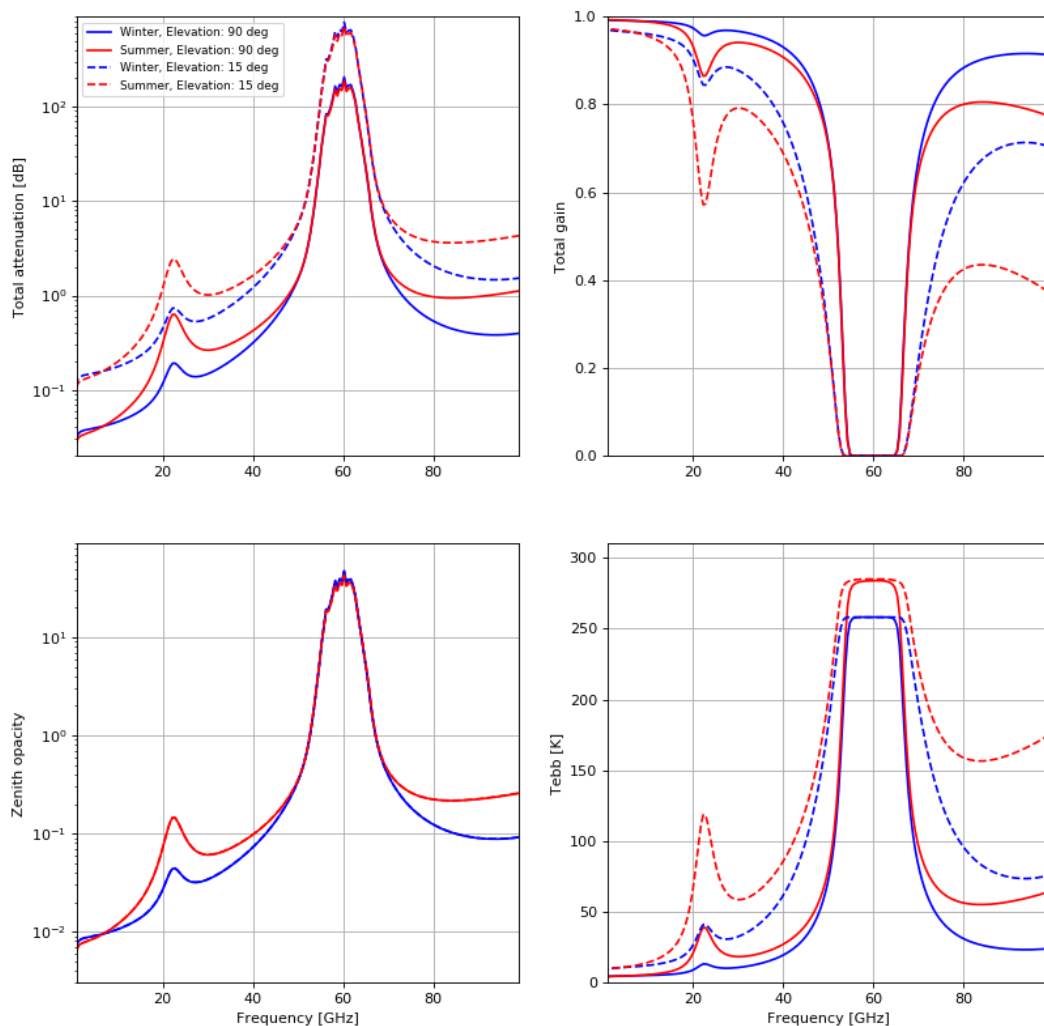 Winter, Elevation: 90 deg
Summer, Elevation: 90 deg
Winter, Elevation: 15 deg
Summer, Elevation: 15 deg
Total attenuation [dB]
10²
10¹
10⁰
10⁻¹
20 40 60 80
Total gain
1.0
0.8
0.6
0.4
0.2
0.0
20 40 60 80
Zenith opacity
10¹
10⁰
10⁻¹
10⁻²
20 40 60 80
Frequency [GHz]
Tebb [K]
300
250
200
150
100
50
0
20 40 60 80
Frequency [GHz]